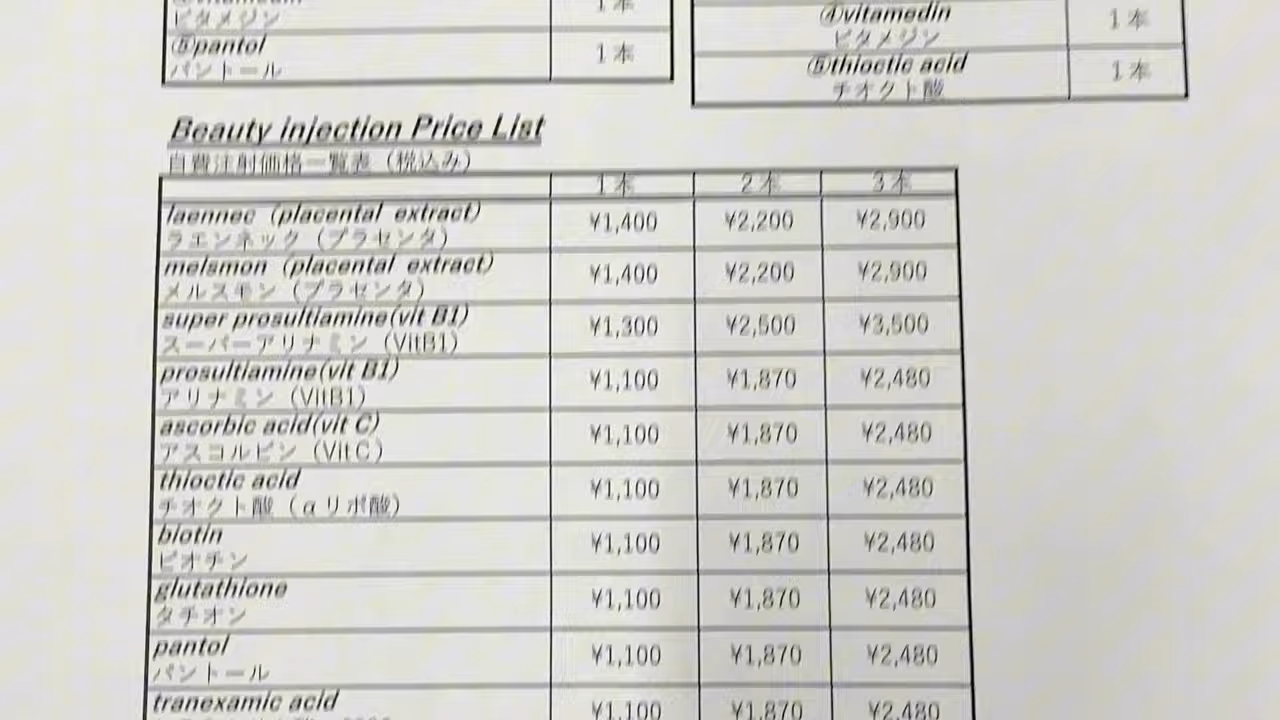 ビタメジン
1本
⑤pantol
パントール
1本
④vitamedin
ビタメジン
1本
⑤thioctic acid
チオクト酸
1本
Beauty injection Price List
自費注射価格一覧表（税込み）
1本 2本 3本
laennec（placental extract）
ラエンネック（プラセンタ）
¥1,400 ¥2,200 ¥2,900
melsmon（placental extract）
メルスモン（プラセンタ）
¥1,400 ¥2,200 ¥2,900
super prosultiamine(vit B1)
スーパーアリナミン（VitB1）
¥1,300 ¥2,500 ¥3,500
prosultiamine(vit B1)
アリナミン（VitB1）
¥1,100 ¥1,870 ¥2,480
ascorbic acid(vit C)
アスコルビン（VitC）
¥1,100 ¥1,870 ¥2,480
thioctic acid
チオクト酸（αリポ酸）
¥1,100 ¥1,870 ¥2,480
biotin
ビオチン
¥1,100 ¥1,870 ¥2,480
glutathione
タチオン
¥1,100 ¥1,870 ¥2,480
pantol
パントール
¥1,100 ¥1,870 ¥2,480
tranexamic acid
¥1,100 ¥1,870 ¥2,480